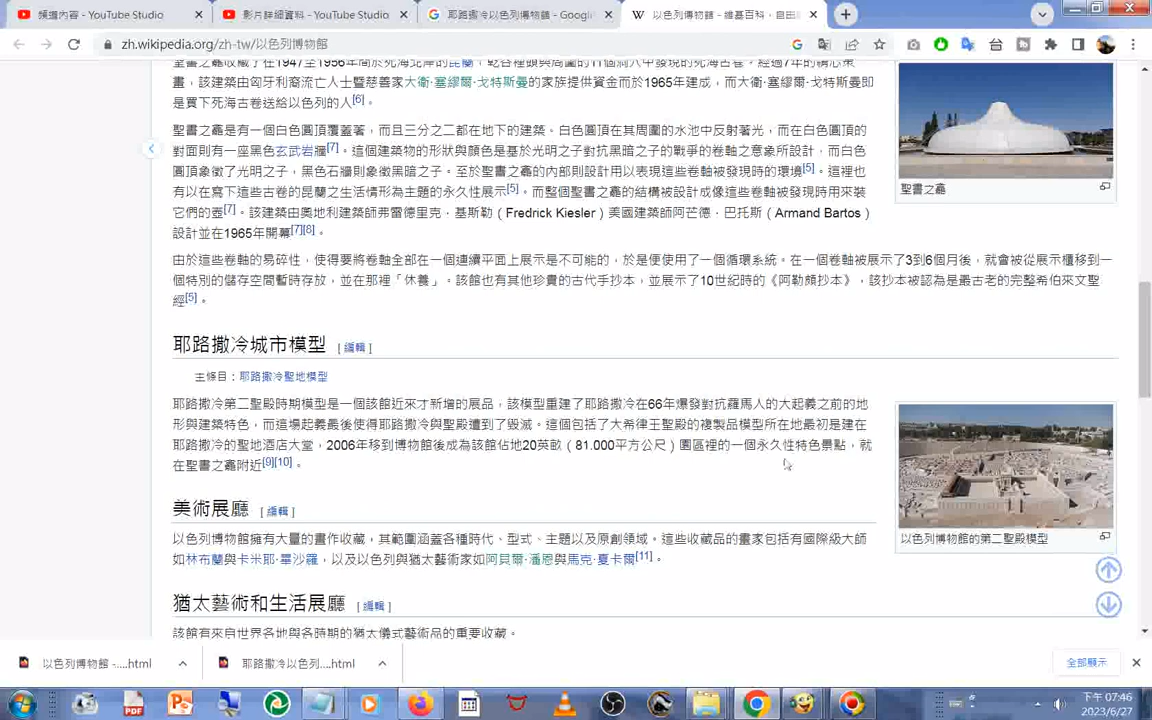 頻道內容 - YouTube Studio
影片詳細資料 - YouTube Studio
耶路撒冷以色列博物館 - Google
以色列博物館 - 維基百科，自由
zh.wikipedia.org/zh-tw/以色列博物館
聖書之龕收藏了在1947至1956年間於死海北岸的昆蘭，乾谷裡頭與周圍的11個洞穴中發現的死海古卷。經過7年的精心策
畫，該建築由匈牙利裔流亡人士暨慈善家大衛·塞繆爾·戈特斯曼的家族提供資金而於1965年建成，而大衛·塞繆爾·戈特斯曼即
是買下死海古卷送給以色列的人[6]。
聖書之龕是有一個白色圓頂覆蓋著，而且三分之二都在地下的建築。白色圓頂在其周圍的水池中反射著光，而在白色圓頂的
對面則有一座黑色玄武岩牆[7]。這個建築物的形狀與顏色是基於光明之子對抗黑暗之子的戰爭的卷軸之意象所設計，而白色
圓頂象徵了光明之子，黑色石牆則象徵黑暗之子。至於聖書之龕的內部則設計用以表現這些卷軸被發現時的環境[5]。這裡也
有以在寫下這些古卷的昆蘭之生活情形為主題的永久性展示[5]。而整個聖書之龕的結構被設計成像這些卷軸被發現時用來裝
它們的壺[7]。該建築由奧地利建築師弗雷德里克．基斯勒（Fredrick Kiesler）美國建築師阿芒德．巴托斯（Armand Bartos）
設計並在1965年開幕[7][8]。
聖書之龕
由於這些卷軸的易碎性，使得要將卷軸全部在一個連續平面上展示是不可能的，於是便使用了一個循環系統。在一個卷軸被展示了3到6個月後，就會被從展示櫃移到一
個特別的儲存空間暫時存放，並在那裡「休養」。該館也有其他珍貴的古代手抄本，並展示了10世紀時的《阿勒頗抄本》，該抄本被認為是最古老的完整希伯來文聖
經[5]。
耶路撒冷城市模型 [ 編輯 ]
主條目：耶路撒冷聖地模型
耶路撒冷第二聖殿時期模型是一個該館近來才新增的展品，該模型重建了耶路撒冷在66年爆發對抗羅馬人的大起義之前的地
形與建築特色，而這場起義最後使得耶路撒冷與聖殿遭到了毀滅。這個包括了大希律王聖殿的複製品模型所在地最初是建在
耶路撒冷的聖地酒店大堂，2006年移到博物館後成為該館佔地20英畝（81.000平方公尺）園區裡的一個永久性特色景點，就
在聖書之龕附近[9][10]。
以色列博物館的第二聖殿模型
美術展廳 [ 編輯 ]
以色列博物館擁有大量的畫作收藏，其範圍涵蓋各種時代、型式、主題以及原創領域。這些收藏品的畫家包括有國際級大師
如林布蘭與卡米耶·畢沙羅，以及以色列與猶太藝術家如阿貝爾·潘恩與馬克·夏卡爾[11]。
猶太藝術和生活展廳 [ 編輯 ]
該館有來自世界各地與各時期的猶太儀式藝術品的重要收藏。
以色列博物館 -....html
耶路撒冷以色列....html
全部顯示
下午 07:46
2023/6/27